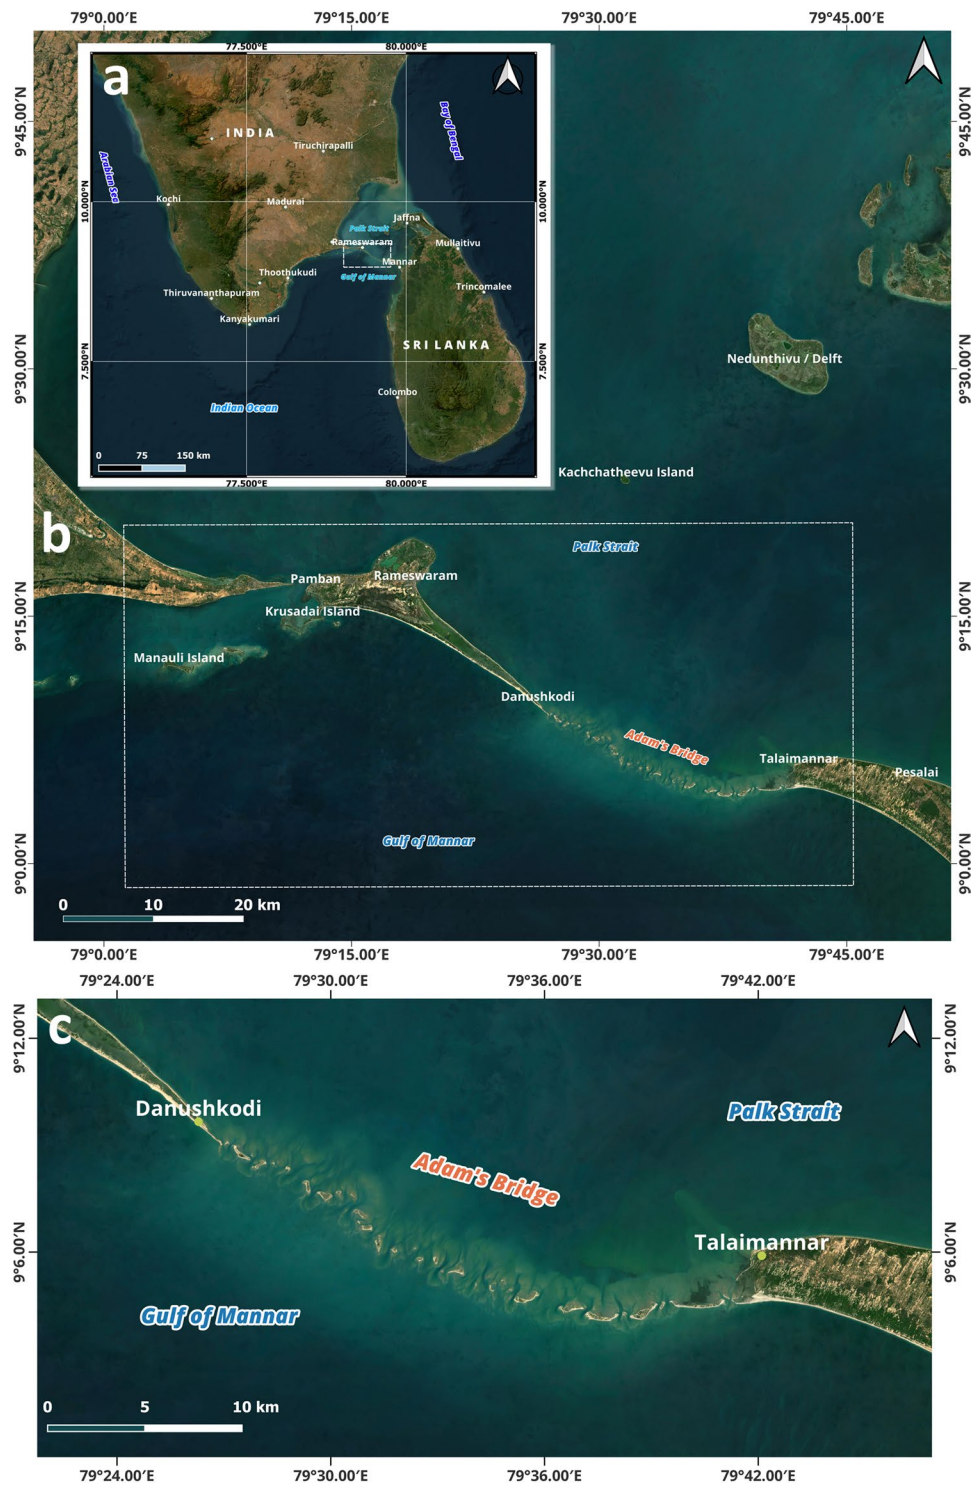 79°0.00′E 79°15.00′E 79°30.00′E 79°45.00′E
77.500°E 80.000°E
a
INDIA
Bay of Bengal
Tiruchirapalli
Arabian Sea
9°45.00′N 9°45.00′N
Kochi
Madurai
10.000°N 10.000°N
Jaffna
Palk Strait
Rameswaram
Mullaitivu
Mannar
Thoothukudi
Gulf of Mannar
Trincomalee
Thiruvananthapuram
Kanyakumari
SRI LANKA
7.500°N 7.500°N
Nedunthivu / Delft
9°30.00′N 9°30.00′N
Colombo
Indian Ocean
0 75 150 km
77.500°E 80.000°E
Kachchatheevu Island
b
Palk Strait
Pamban
Rameswaram
Krusadai Island
9°15.00′N 9°15.00′N
Manauli Island
Danushkodi
Adam's Bridge
Talaimannar
Pesalai
Gulf of Mannar
9°0.00′N 9°0.00′N
0 10 20 km
79°0.00′E 79°15.00′E 79°30.00′E 79°45.00′E
79°24.00′E 79°30.00′E 79°36.00′E 79°42.00′E
c
9°12.00′N 9°12.00′N
Danushkodi
Palk Strait
Adam's Bridge
Talaimannar
9°6.00′N 9°6.00′N
Gulf of Mannar
0 5 10 km
79°24.00′E 79°30.00′E 79°36.00′E 79°42.00′E